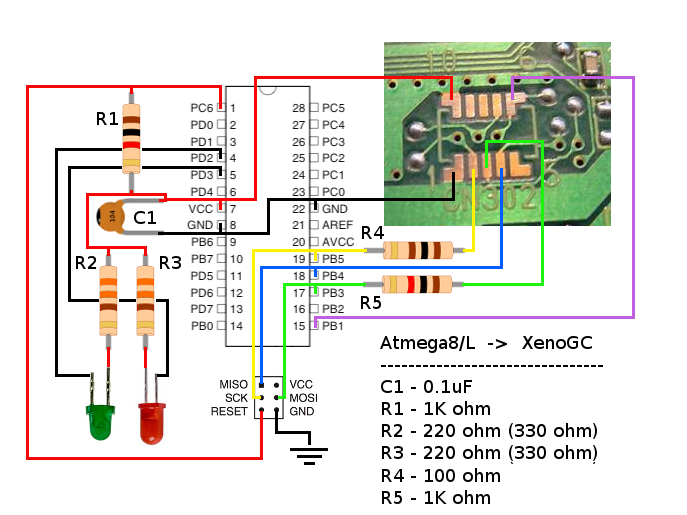 R1
PC6 1 28 PC5
PD0 2 27 PC4
PD1 3 26 PC3
PD2 4 25 PC2
PD3 5 24 PC1
PD4 6 23 PC0
VCC 7 22 GND
GND 8 21 AREF
PB6 9 20 AVCC
PB7 10 19 PB5
PD5 11 18 PB4
PD6 12 17 PB3
PD7 13 16 PB2
PB0 14 15 PB1
104
C1
R2
R3
R4
R5
10
1
CN302
MISO VCC
SCK MOSI
RESET GND
Atmega8/L -> XenoGC
--------------------------------
C1 - 0.1uF
R1 - 1K ohm
R2 - 220 ohm (330 ohm)
R3 - 220 ohm (330 ohm)
R4 - 100 ohm
R5 - 1K ohm